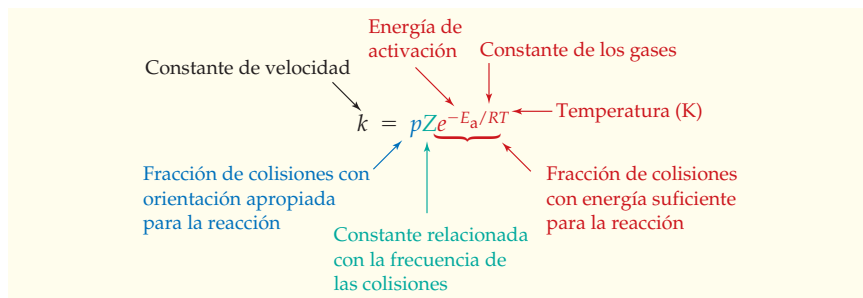 Energía de
activación
Constante de los gases
Constante de velocidad
Temperatura (K)
k = pZe^{-E_a/RT}
Fracción de colisiones con
orientación apropiada
para la reacción
Constante relacionada
con la frecuencia de
las colisiones
Fracción de colisiones
con energía suficiente
para la reacción